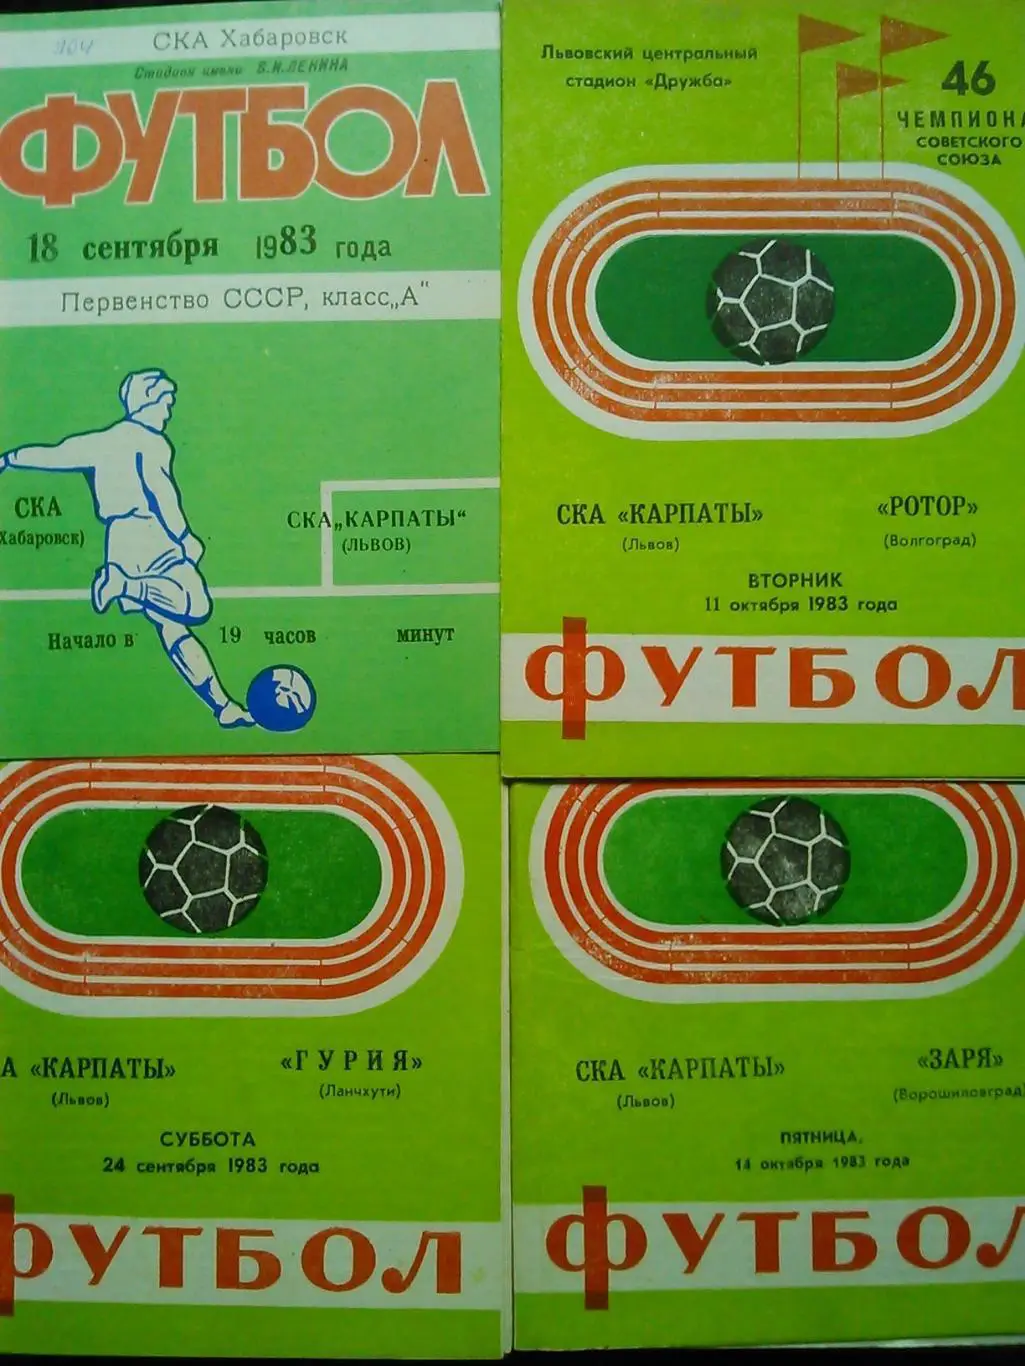 904
СКА Хабаровск
Стадион имени В.И.ЛЕНИНА
ФУТБОЛ
18 сентября 1983 года
Первенство СССР, класс „А"
СКА
Хабаровск)
СКА „КАРПАТЫ"
(ЛЬВОВ)
Начало в 19 часов минут
Львовский центральный
стадион «Дружба»
46
ЧЕМПИОНА
СОВЕТСКОГО
СОЮЗА
СКА «КАРПАТЫ»
(Львов)
«РОТОР»
(Волгоград)
ВТОРНИК
11 октября 1983 года
ФУТБОЛ
А «КАРПАТЫ»
(Львов)
«ГУРИЯ»
(Ланчхути)
СУББОТА
24 сентября 1983 года
ФУТБОЛ
СКА «КАРПАТЫ»
(Львов)
«ЗАРЯ»
(Ворошиловград)
ПЯТНИЦА,
14 октября 1983 года
ФУТБОЛ